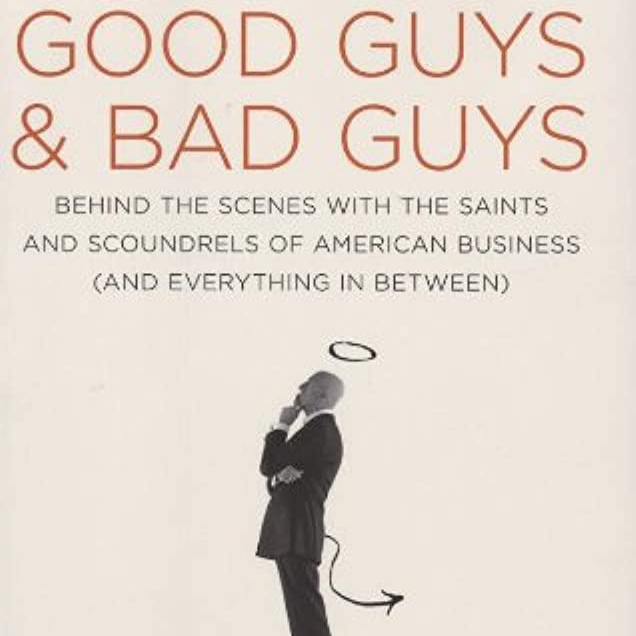 GOOD GUYS
& BAD GUYS
BEHIND THE SCENES WITH THE SAINTS
AND SCOUNDRELS OF AMERICAN BUSINESS
(AND EVERYTHING IN BETWEEN)